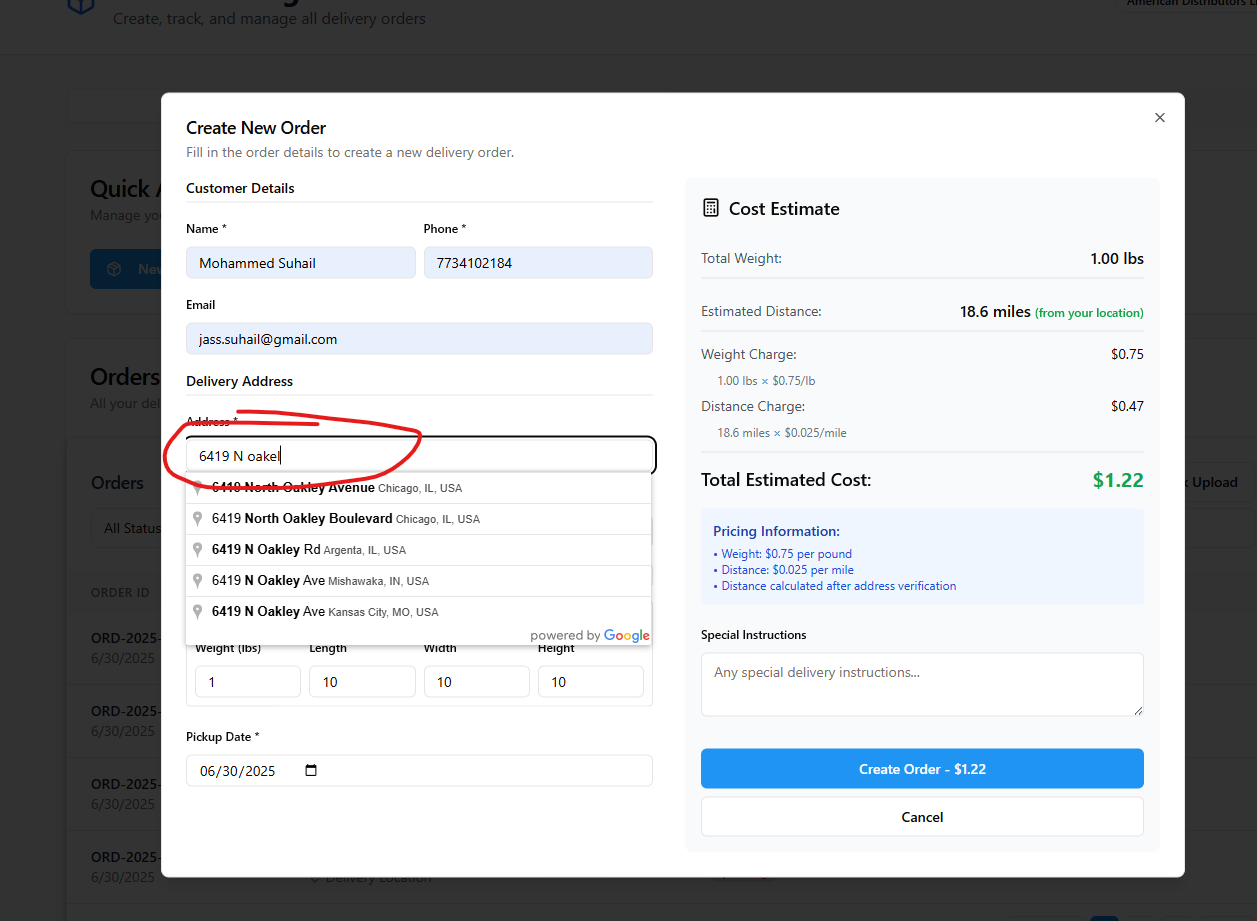 Create, track, and manage all delivery orders
American Distributors
Create New Order
Fill in the order details to create a new delivery order.
Customer Details
Name *
Phone *
Mohammed Suhail
7734102184
Email
jass.suhail@gmail.com
Delivery Address
Address *
6419 N oakel
6418 North Oakley Avenue Chicago, IL, USA
6419 North Oakley Boulevard Chicago, IL, USA
6419 N Oakley Rd Argenta, IL, USA
6419 N Oakley Ave Mishawaka, IN, USA
6419 N Oakley Ave Kansas City, MO, USA
powered by Google
Weight (lbs)
Length
Width
Height
1
10
10
10
Pickup Date *
06/30/2025
Cost Estimate
Total Weight:
1.00 lbs
Estimated Distance:
18.6 miles (from your location)
Weight Charge:
$0.75
1.00 lbs × $0.75/lb
Distance Charge:
$0.47
18.6 miles × $0.025/mile
Total Estimated Cost:
$1.22
Pricing Information:
• Weight: $0.75 per pound
• Distance: $0.025 per mile
• Distance calculated after address verification
Special Instructions
Any special delivery instructions...
Create Order - $1.22
Cancel
Quick
Manage
Orders
All your
Orders
Upload
All Status
ORDER ID
ORD-2025-
6/30/2025
ORD-2025-
6/30/2025
ORD-2025-
6/30/2025
ORD-2025-
6/30/2025
Delivery Location